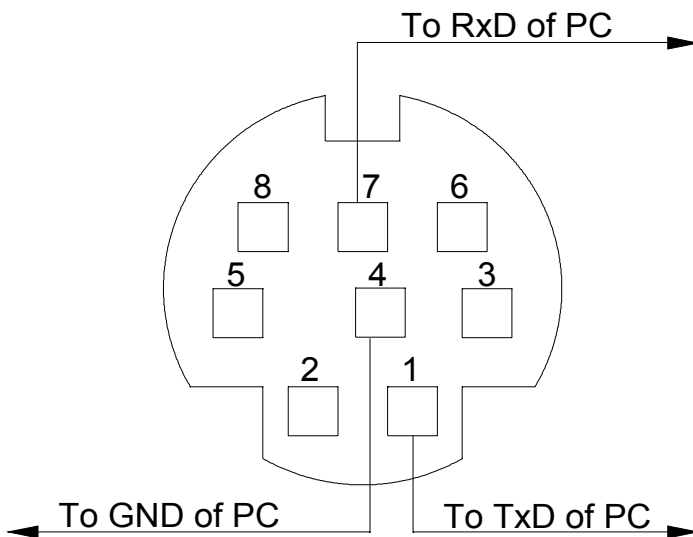 To RxD of PC
8 7 6
5 4 3
2 1
To GND of PC To TxD of PC